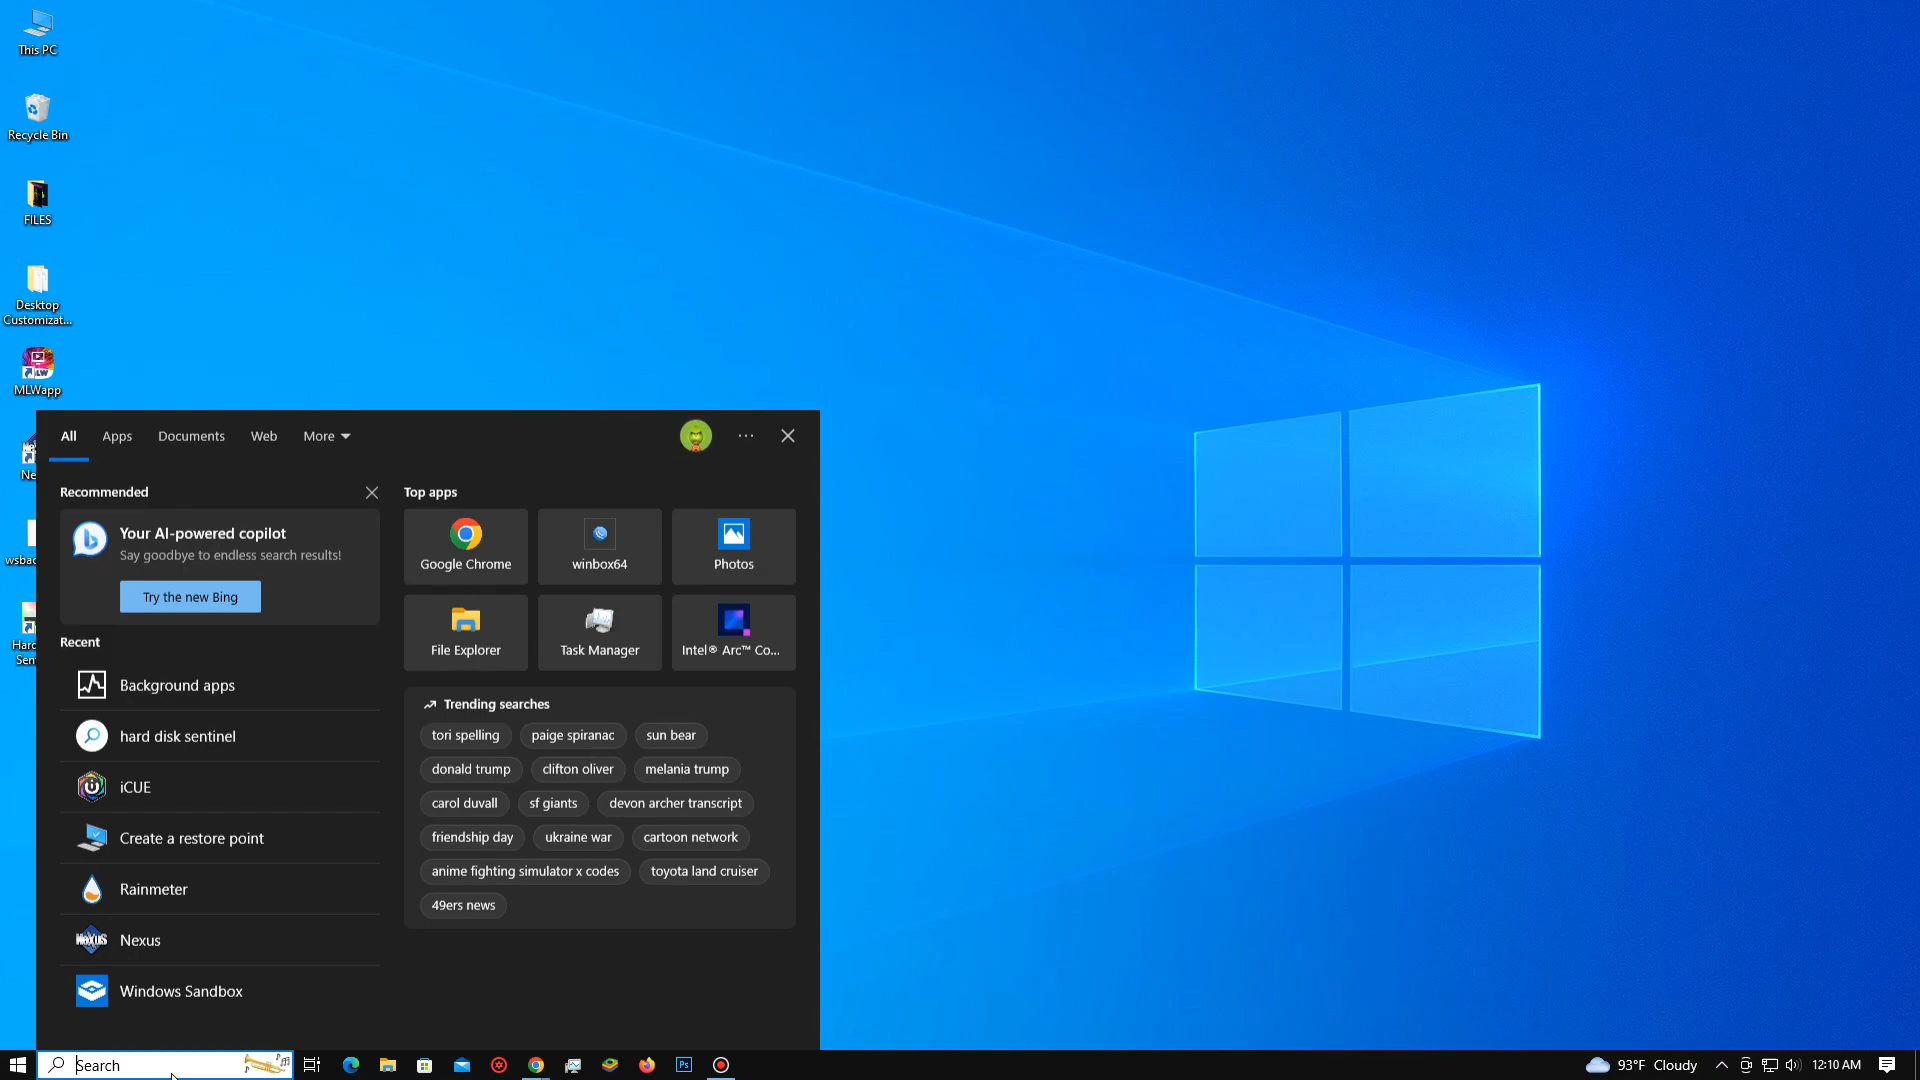 This PC
Recycle Bin
FILES
Desktop
Customizat...
MLWapp
All
Apps
Documents
Web
More
Recommended
Your AI-powered copilot
Say goodbye to endless search results!
Try the new Bing
Recent
Background apps
hard disk sentinel
iCUE
Create a restore point
Rainmeter
Nexus
Windows Sandbox
Top apps
Google Chrome
winbox64
Photos
File Explorer
Task Manager
Intel® Arc™ Co...
Trending searches
tori spelling
paige spiranac
sun bear
donald trump
clifton oliver
melania trump
carol duvall
sf giants
devon archer transcript
friendship day
ukraine war
cartoon network
anime fighting simulator x codes
toyota land cruiser
49ers news
Search
Ps
93°F Cloudy
12:10 AM